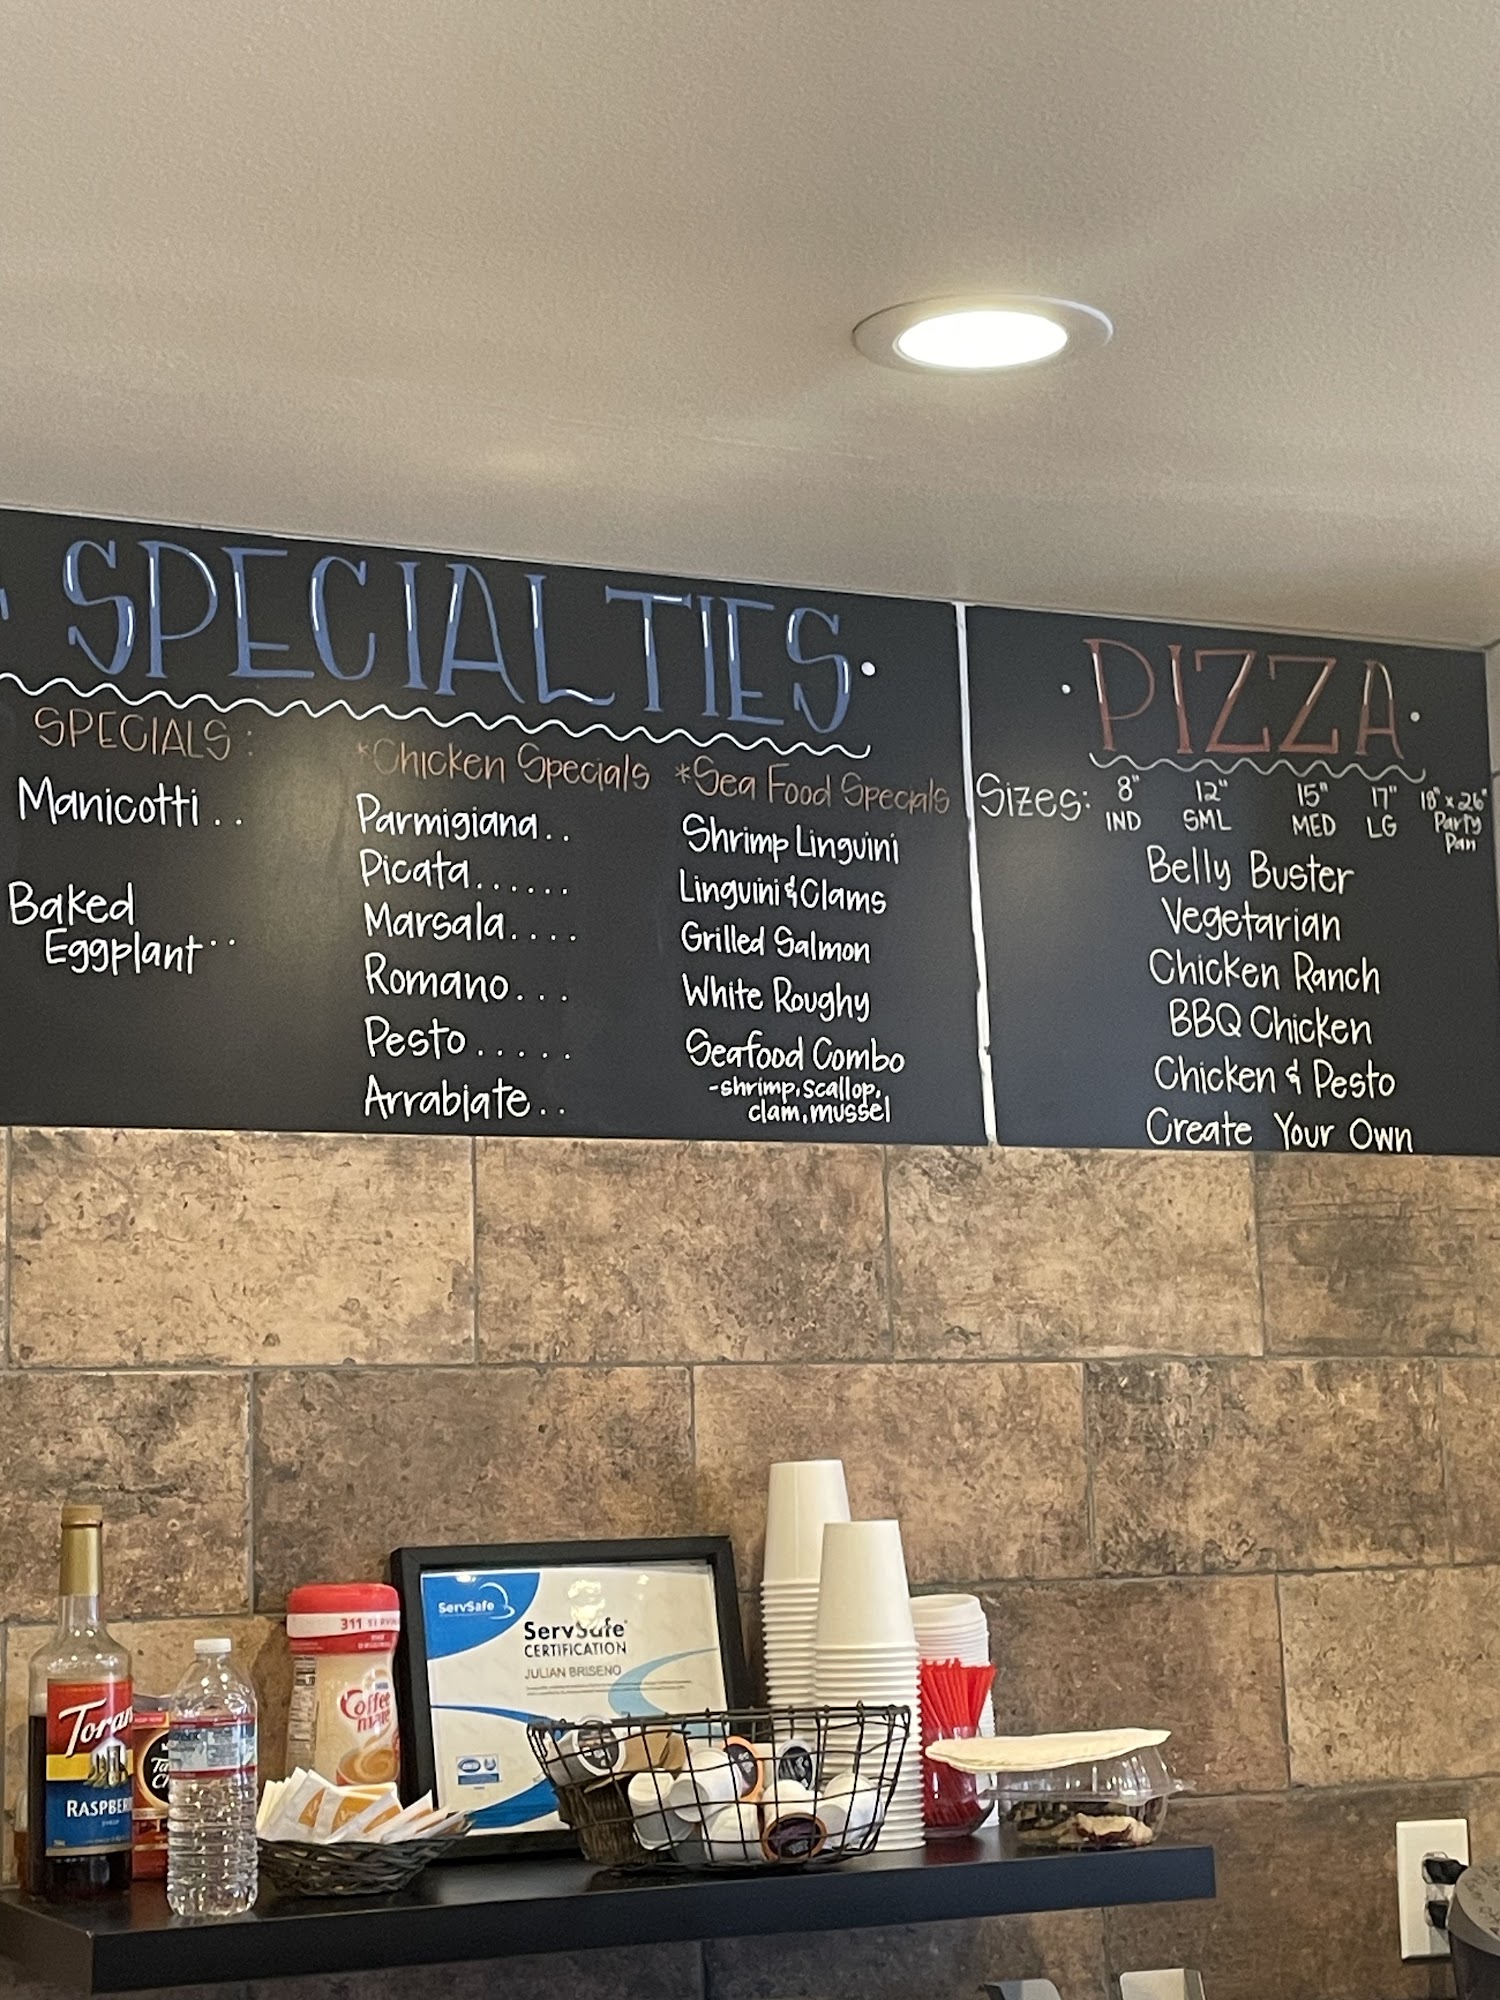 SPECIALTIES.
SPECIALS:
Manicotti . .
Baked
Eggplant . .
*Chicken Specials
Parmigiana . .
Picata . . . . . .
Marsala . . . .
Romano . . .
Pesto . . . . .
Arrabiate . .
*Sea Food Specials
Shrimp Linguini
Linguini & Clams
Grilled Salmon
White Roughy
Seafood Combo
-shrimp, scallop,
clam, mussel
· PIZZA ·
Sizes: 8" 12" 15" 17" 18" x 26"
IND SML MED LG Party
Pan
Belly Buster
Vegetarian
Chicken Ranch
BBQ Chicken
Chicken & Pesto
Create Your Own
Torani
RASPBER
311
Coffee
mate
ServSafe
ServSafe
CERTIFICATION
JULIAN BRISENO